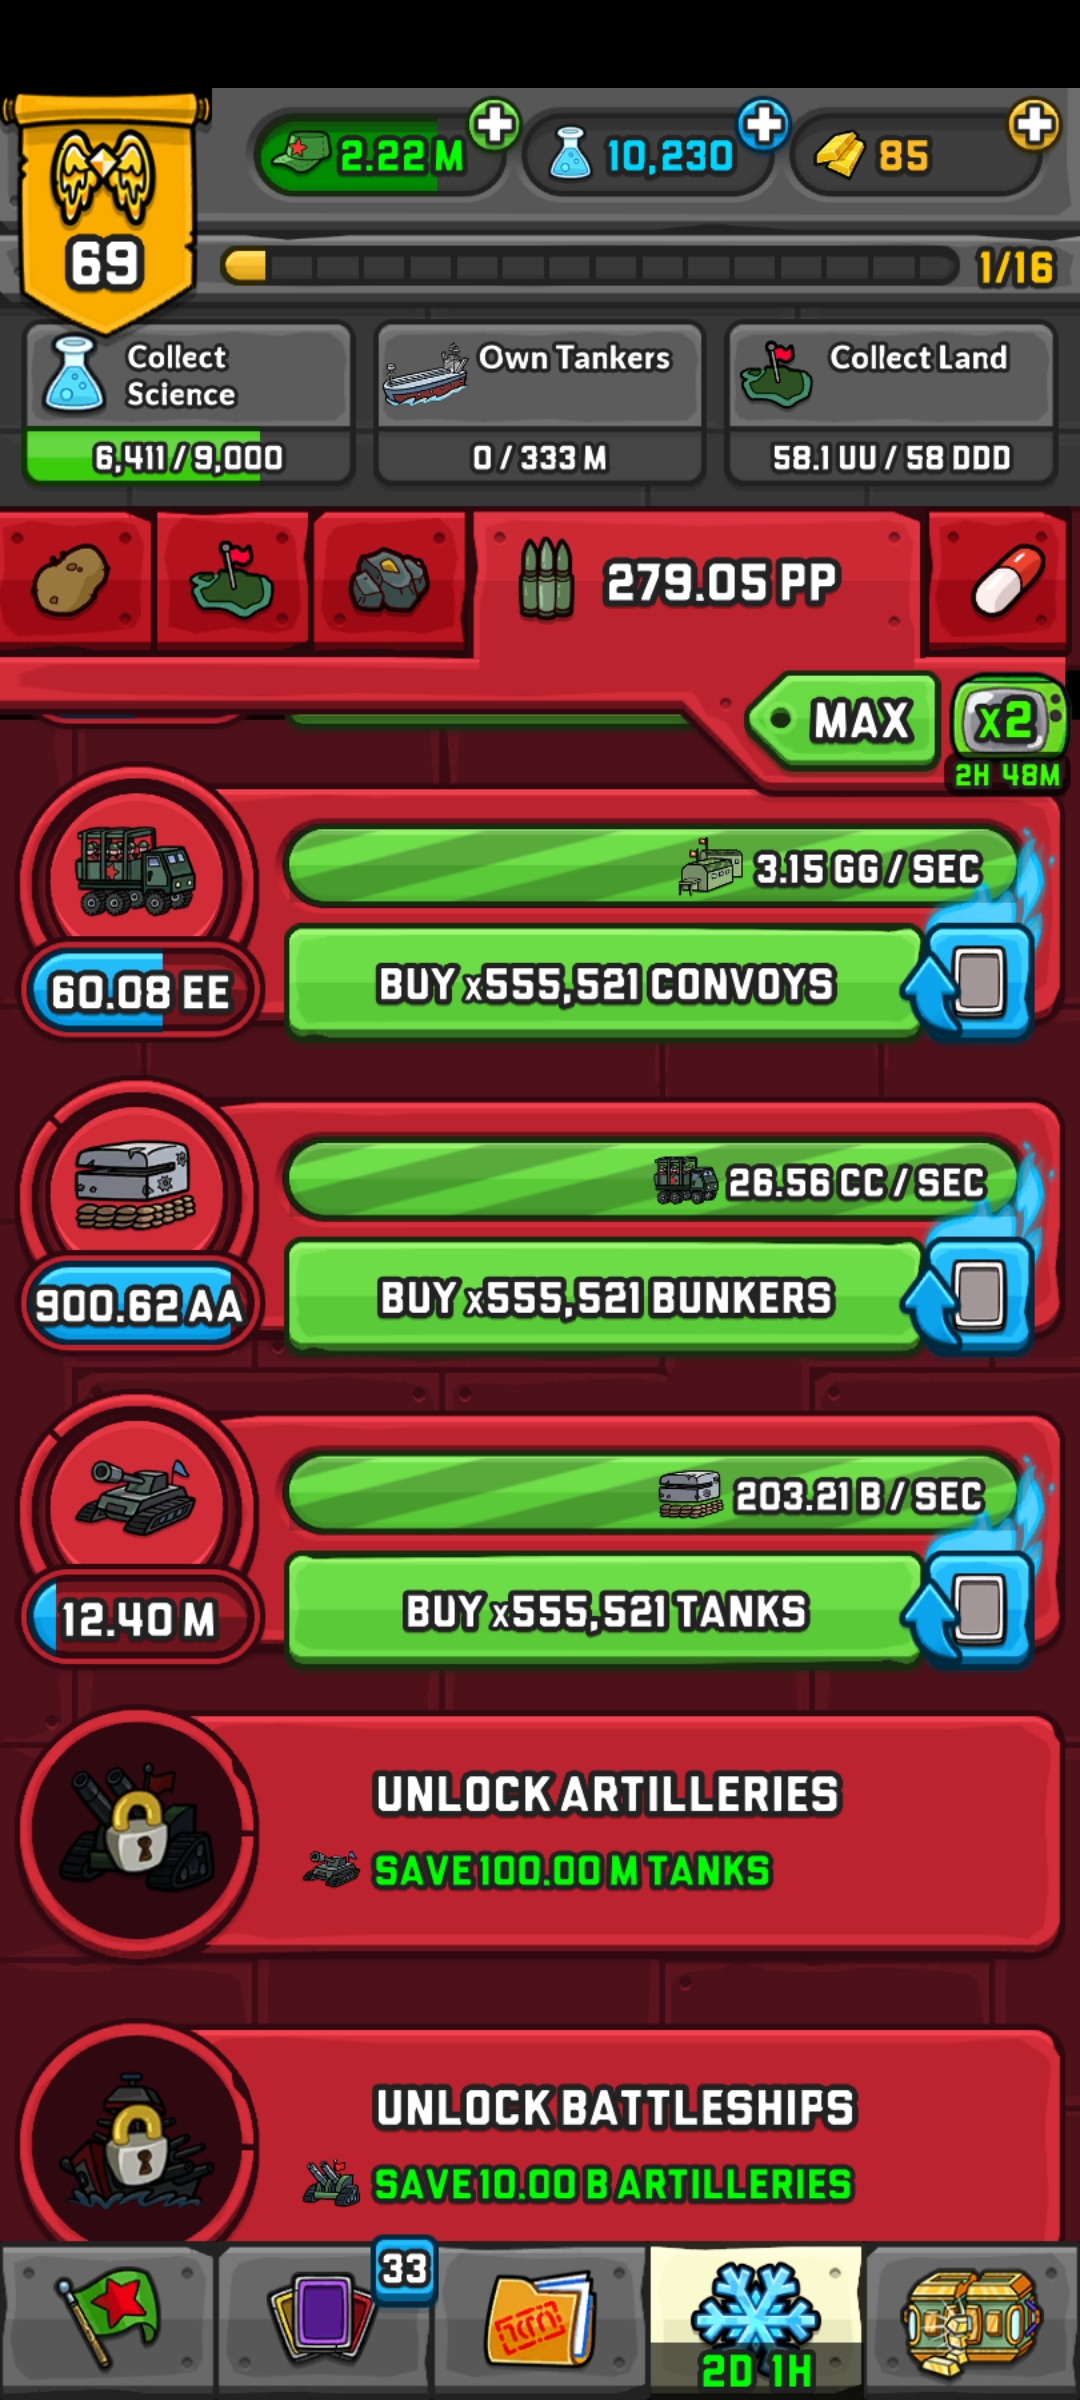 2.22 M
10,230
85
69
1/16
Collect
Science
6,411/9,000
Own Tankers
0/333 M
Collect Land
58.1 UU/58 DDD
279.05 PP
MAX
x2
2H 48M
3.15 GG/SEC
60.08 EE
BUY x555,521 CONVOYS
26.56 CC/SEC
900.62 AA
BUY x555,521 BUNKERS
203.21 B/SEC
12.40 M
BUY x555,521 TANKS
UNLOCK ARTILLERIES
SAVE 100.00 M TANKS
UNLOCK BATTLESHIPS
SAVE 10.00 B ARTILLERIES
33
2D 1H